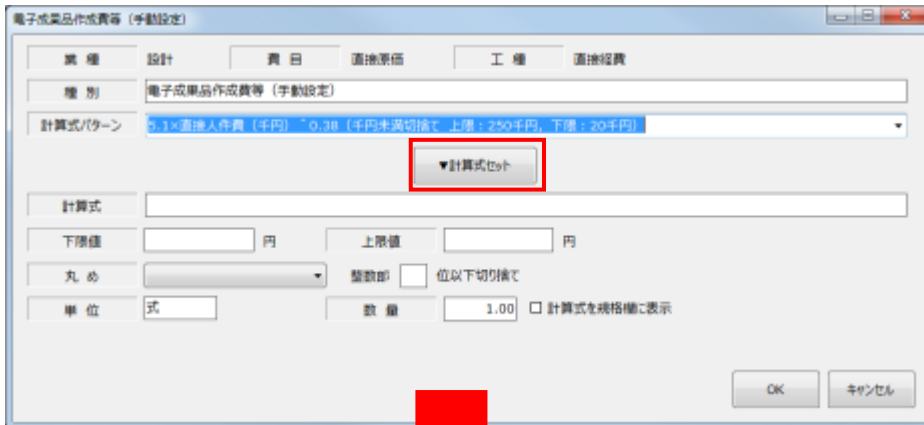 電子成果品作成費等（手動設定）
業 種 設計 費 目 直接原価 工 種 直接経費
種 別 電子成果品作成費等（手動設定）
計算式パターン 5.1×直接人件費（千円）＾0.38（千円未満切捨て 上限：250千円，下限：20千円）
▼計算式セット
計算式
下限値 円 上限値 円
丸 め 整数部 位以下切り捨て
単 位 式 数 量 1.00 計算式を規格欄に表示
OK キャンセル